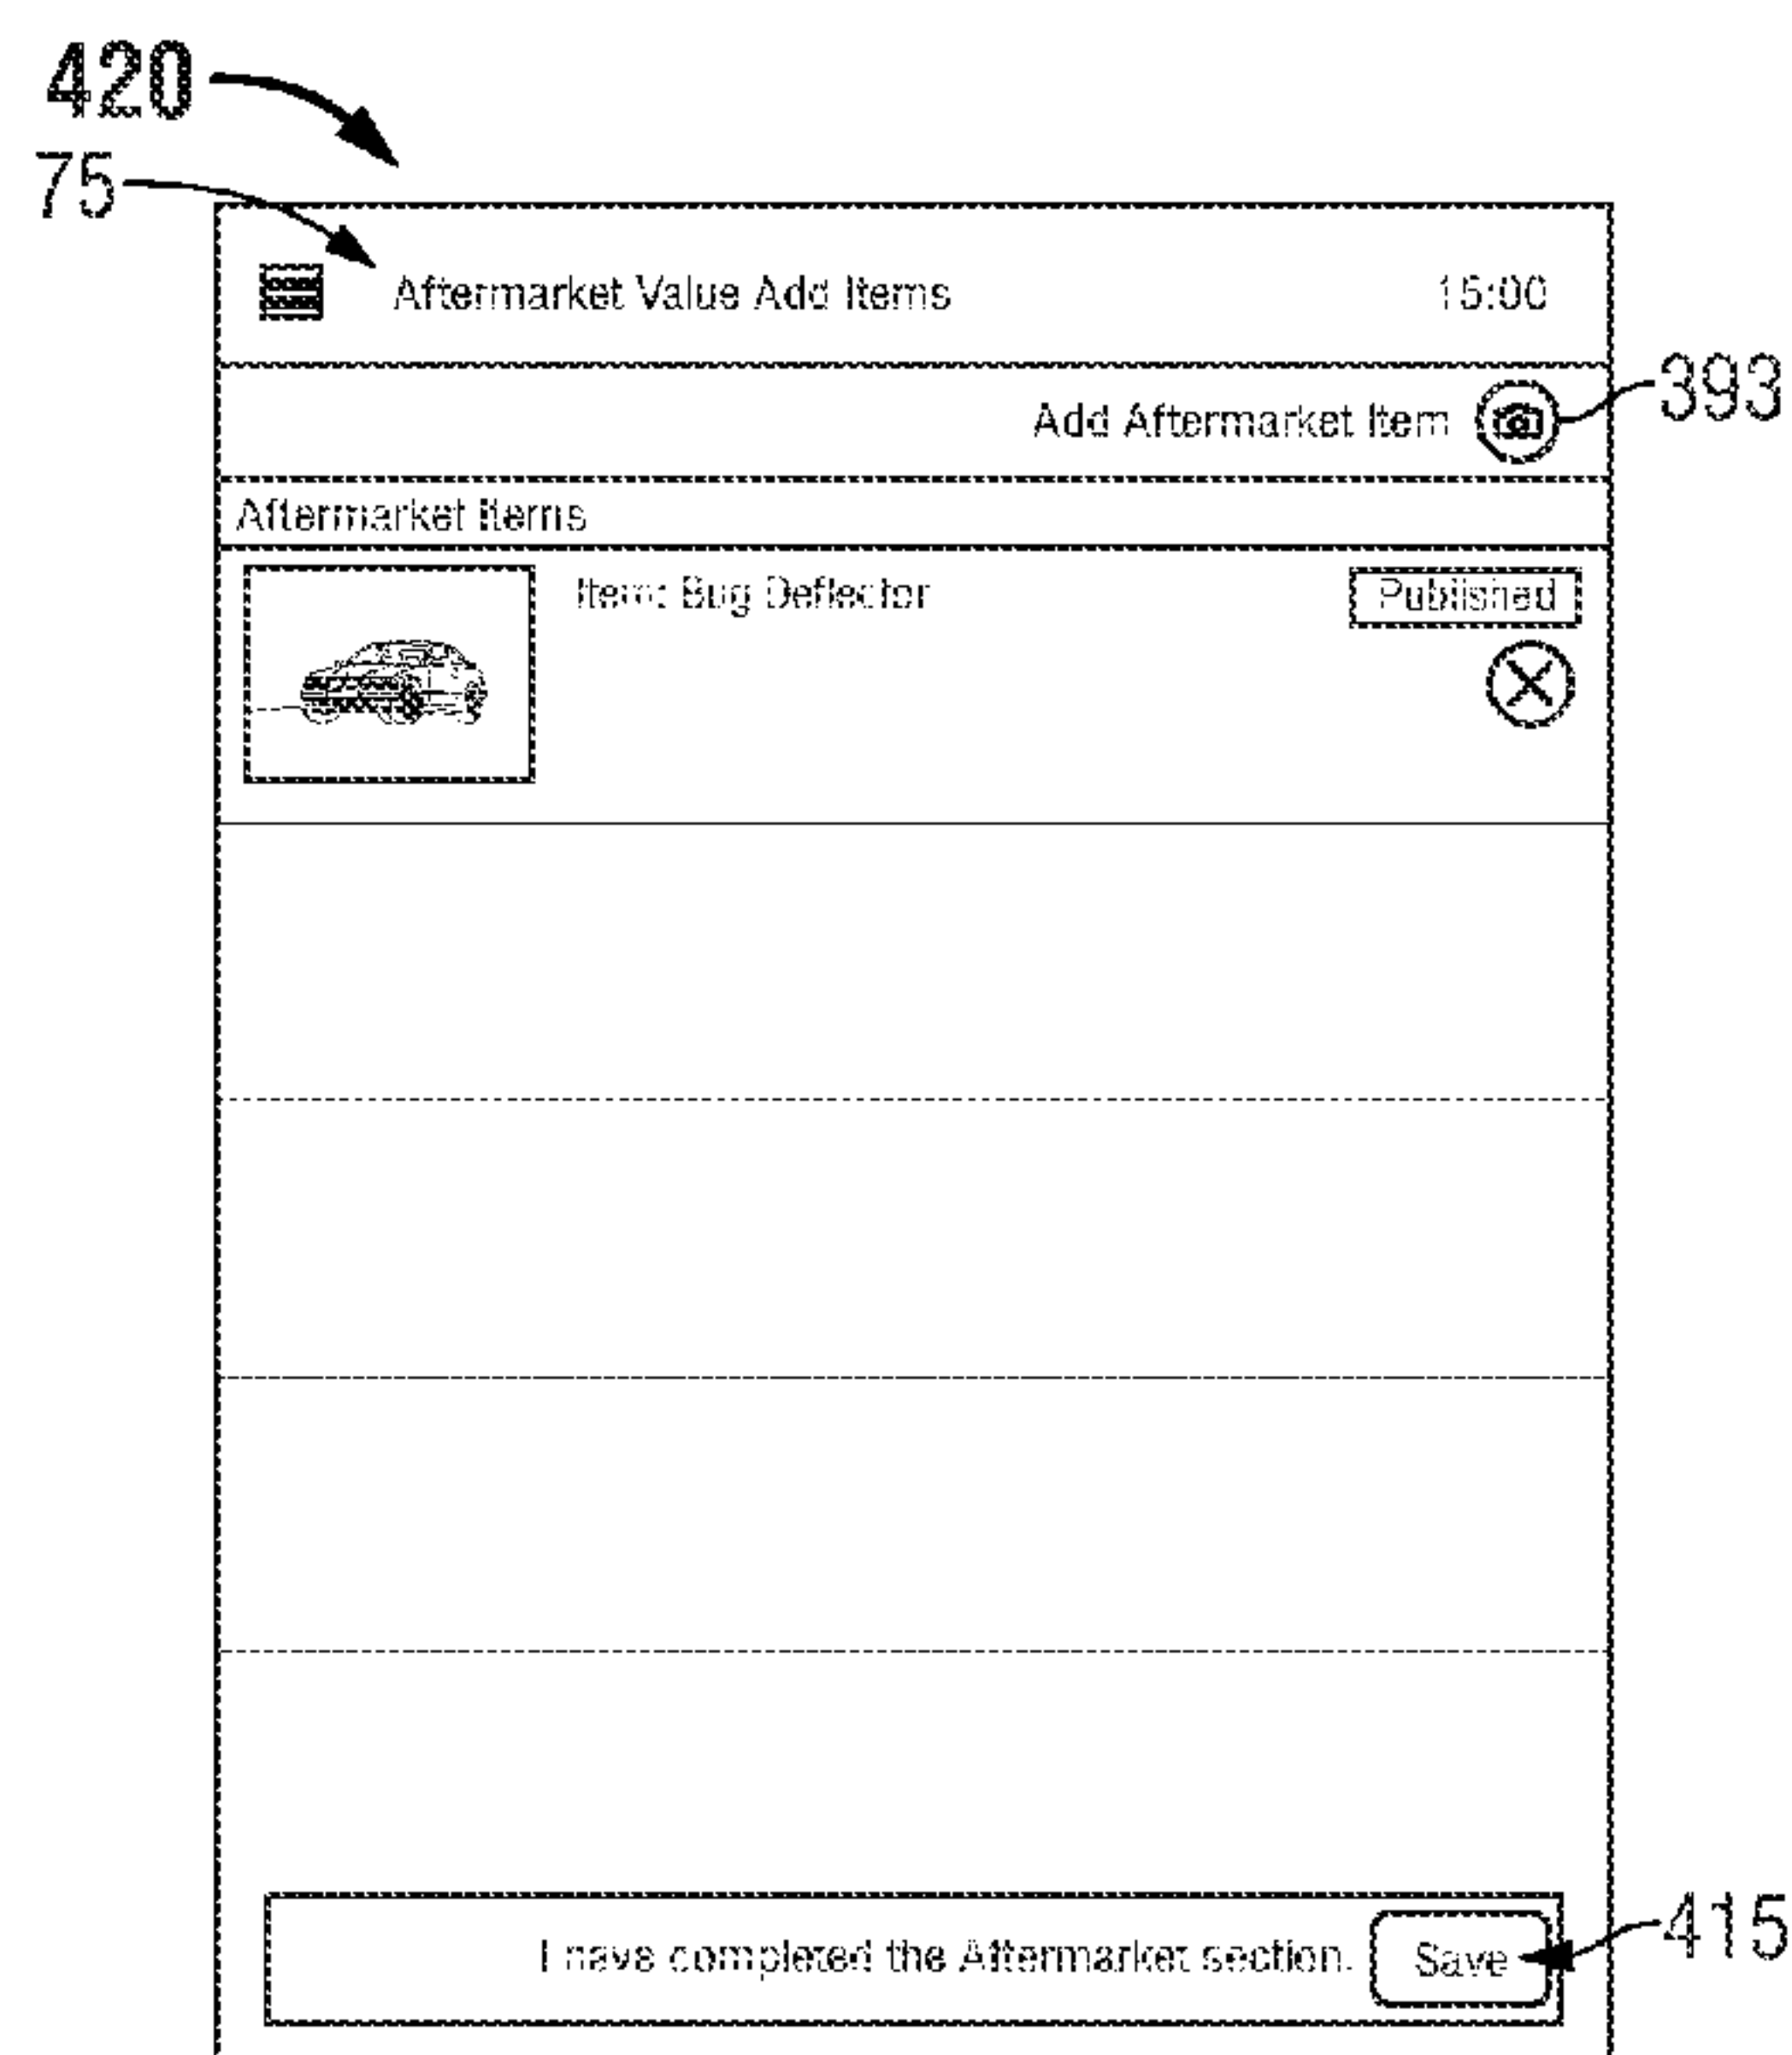 420
75
Aftermarket Value Add Items 15:00
Add Aftermarket Item 393
Aftermarket Items
Item: Bug Deflector Published
I have completed the Aftermarket section. Save 415